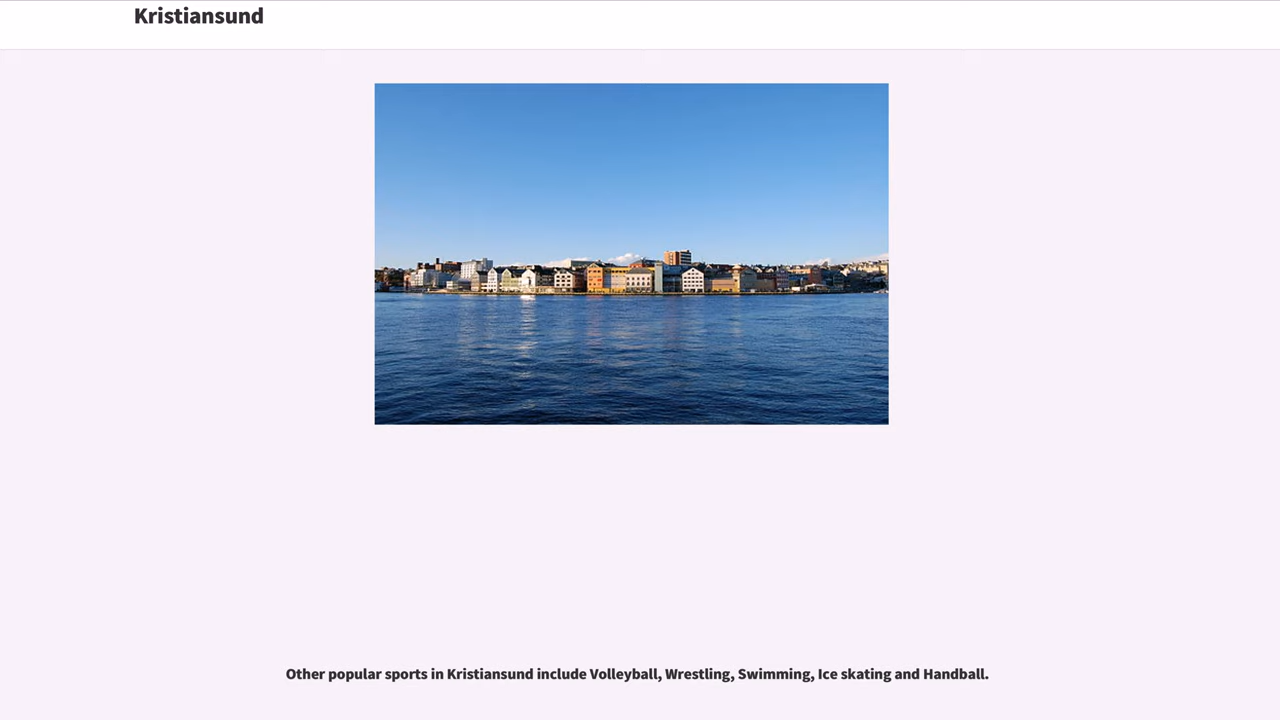 Kristiansund
Other popular sports in Kristiansund include Volleyball, Wrestling, Swimming, Ice skating and Handball.